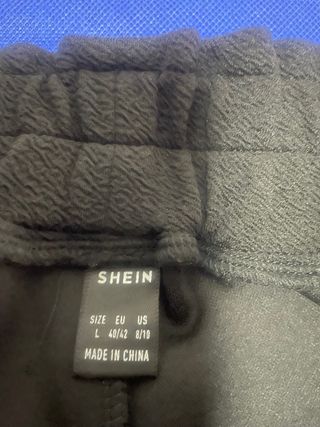 SHEIN
SIZE EU US
L 40/42 8/10
MADE IN CHINA